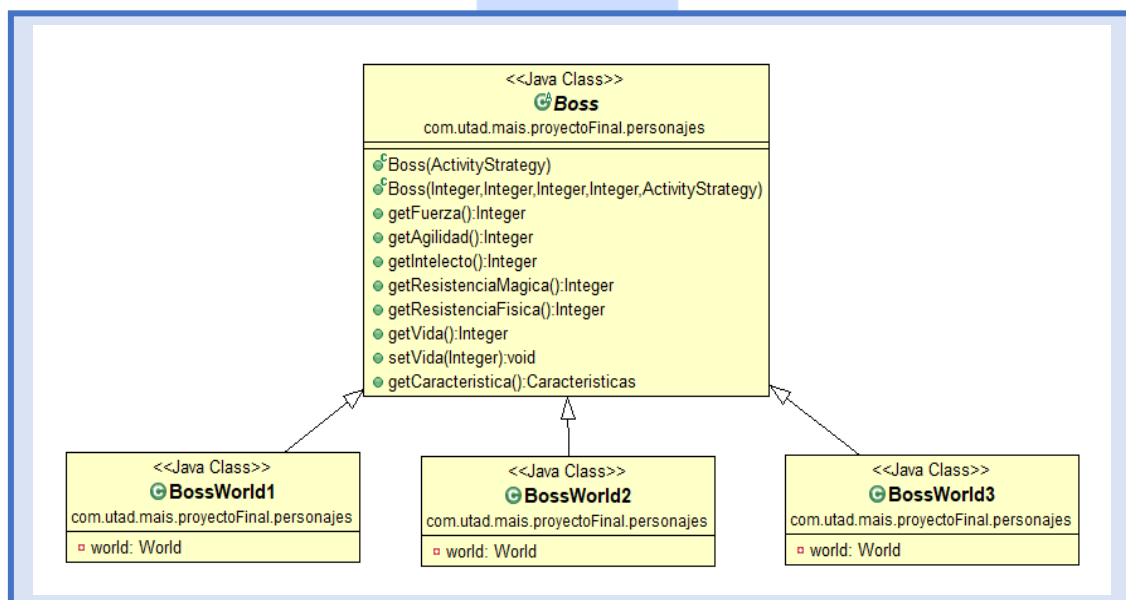 <<Java Class>>
Boss
com.utad.mais.proyectoFinal.personajes
Boss(ActivityStrategy)
Boss(Integer,Integer,Integer,Integer,ActivityStrategy)
getFuerza():Integer
getAgilidad():Integer
getIntelecto():Integer
getResistenciaMagica():Integer
getResistenciaFisica():Integer
getVida():Integer
setVida(Integer):void
getCaracteristica():Caracteristicas
<<Java Class>>
BossWorld1
com.utad.mais.proyectoFinal.personajes
world: World
<<Java Class>>
BossWorld2
com.utad.mais.proyectoFinal.personajes
world: World
<<Java Class>>
BossWorld3
com.utad.mais.proyectoFinal.personajes
world: World